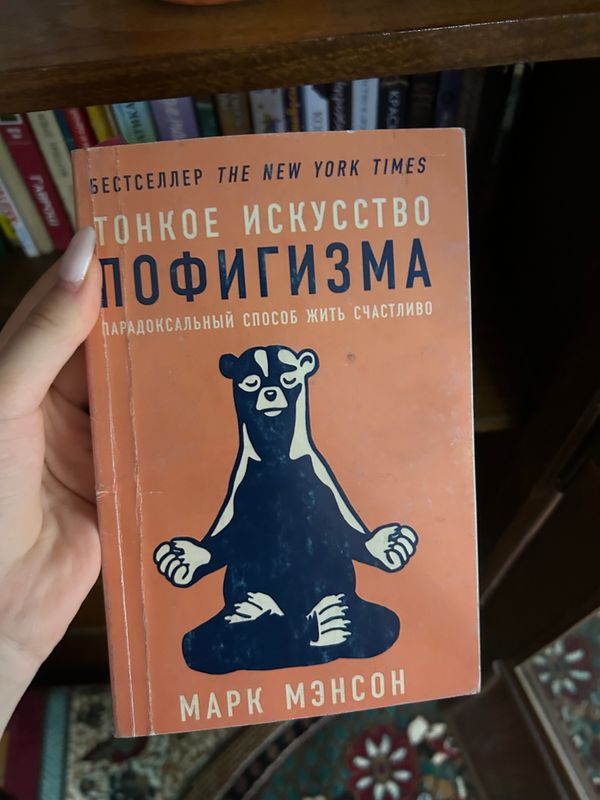 БЕСТСЕЛЛЕР THE NEW YORK TIMES
ТОНКОЕ ИСКУССТВО
ПОФИГИЗМА
ПАРАДОКСАЛЬНЫЙ СПОСОБ ЖИТЬ СЧАСТЛИВО
МАРК МЭНСОН